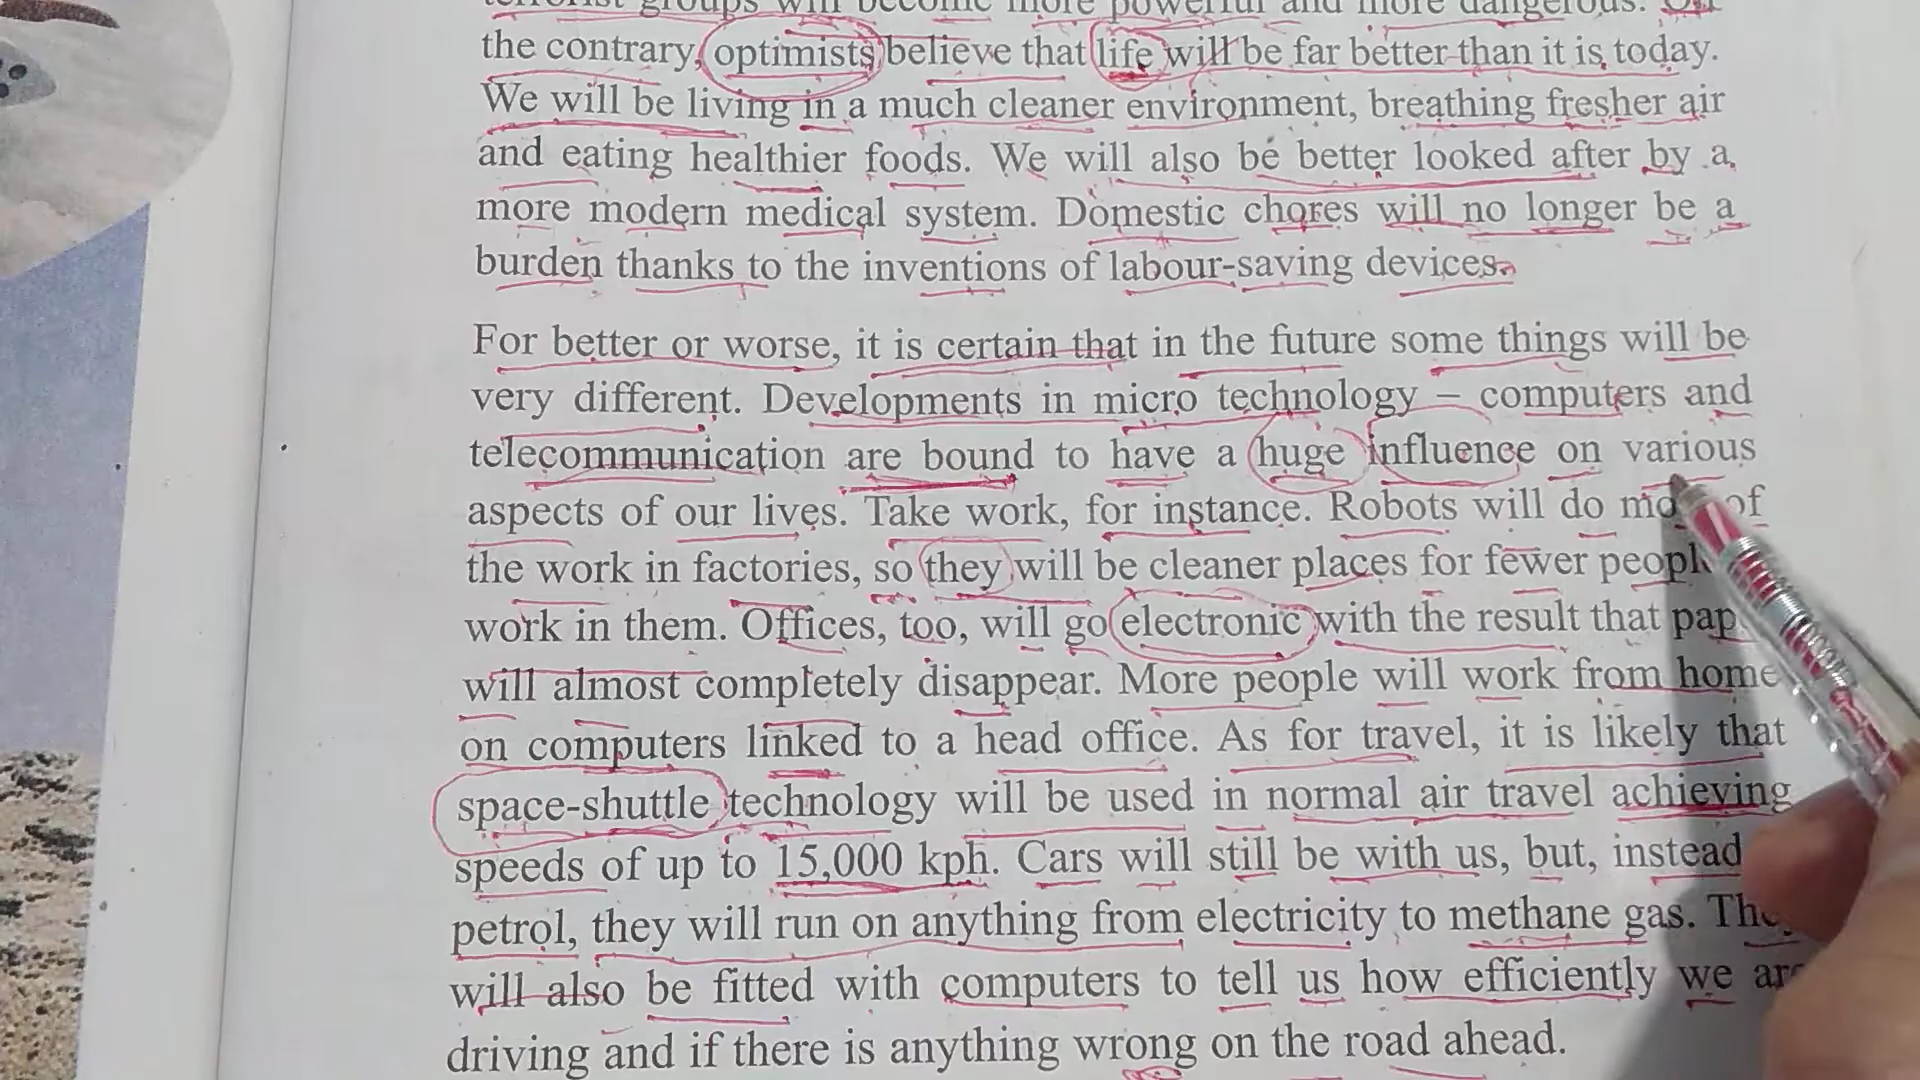 terrorist groups will become more powerful and more dangerous. On
the contrary, optimists believe that life will be far better than it is today.
We will be living in a much cleaner environment, breathing fresher air
and eating healthier foods. We will also be better looked after by a
more modern medical system. Domestic chores will no longer be a
burden thanks to the inventions of labour-saving devices.
For better or worse, it is certain that in the future some things will be
very different. Developments in micro technology – computers and
telecommunication are bound to have a huge influence on various
aspects of our lives. Take work, for instance. Robots will do of
the work in factories, so they will be cleaner places for fewer
work in them. Offices, too, will go electronic with the result that
will almost completely disappear. More people will work from home
on computers linked to a head office. As for travel, it is likely that
space-shuttle technology will be used in normal air travel achieving
speeds of up to 15,000 kph. Cars will still be with us, but, instead
petrol, they will run on anything from electricity to methane gas.
will also be fitted with computers to tell us how efficiently we
driving and if there is anything wrong on the road ahead.